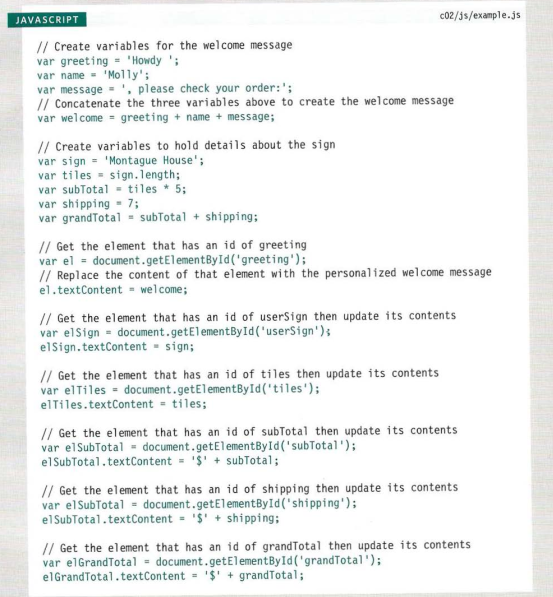 JAVASCRIPT
c02/js/example.js
// Create variables for the welcome message
var greeting = 'Howdy ';
var name = 'Molly';
var message = ', please check your order:';
// Concatenate the three variables above to create the welcome message
var welcome = greeting + name + message;
// Create variables to hold details about the sign
var sign = 'Montague House';
var tiles = sign.length;
var subTotal = tiles * 5;
var shipping = 7;
var grandTotal = subTotal + shipping;
// Get the element that has an id of greeting
var el = document.getElementById('greeting');
// Replace the content of that element with the personalized welcome message
el.textContent = welcome;
// Get the element that has an id of userSign then update its contents
var elSign = document.getElementById('userSign');
elSign.textContent = sign;
// Get the element that has an id of tiles then update its contents
var elTiles = document.getElementById('tiles');
elTiles.textContent = tiles;
// Get the element that has an id of subTotal then update its contents
var elSubTotal = document.getElementById('subTotal');
elSubTotal.textContent = '$' + subTotal;
// Get the element that has an id of shipping then update its contents
var elSubTotal = document.getElementById('shipping');
elSubTotal.textContent = '$' + shipping;
// Get the element that has an id of grandTotal then update its contents
var elGrandTotal = document.getElementById('grandTotal');
elGrandTotal.textContent = '$' + grandTotal;